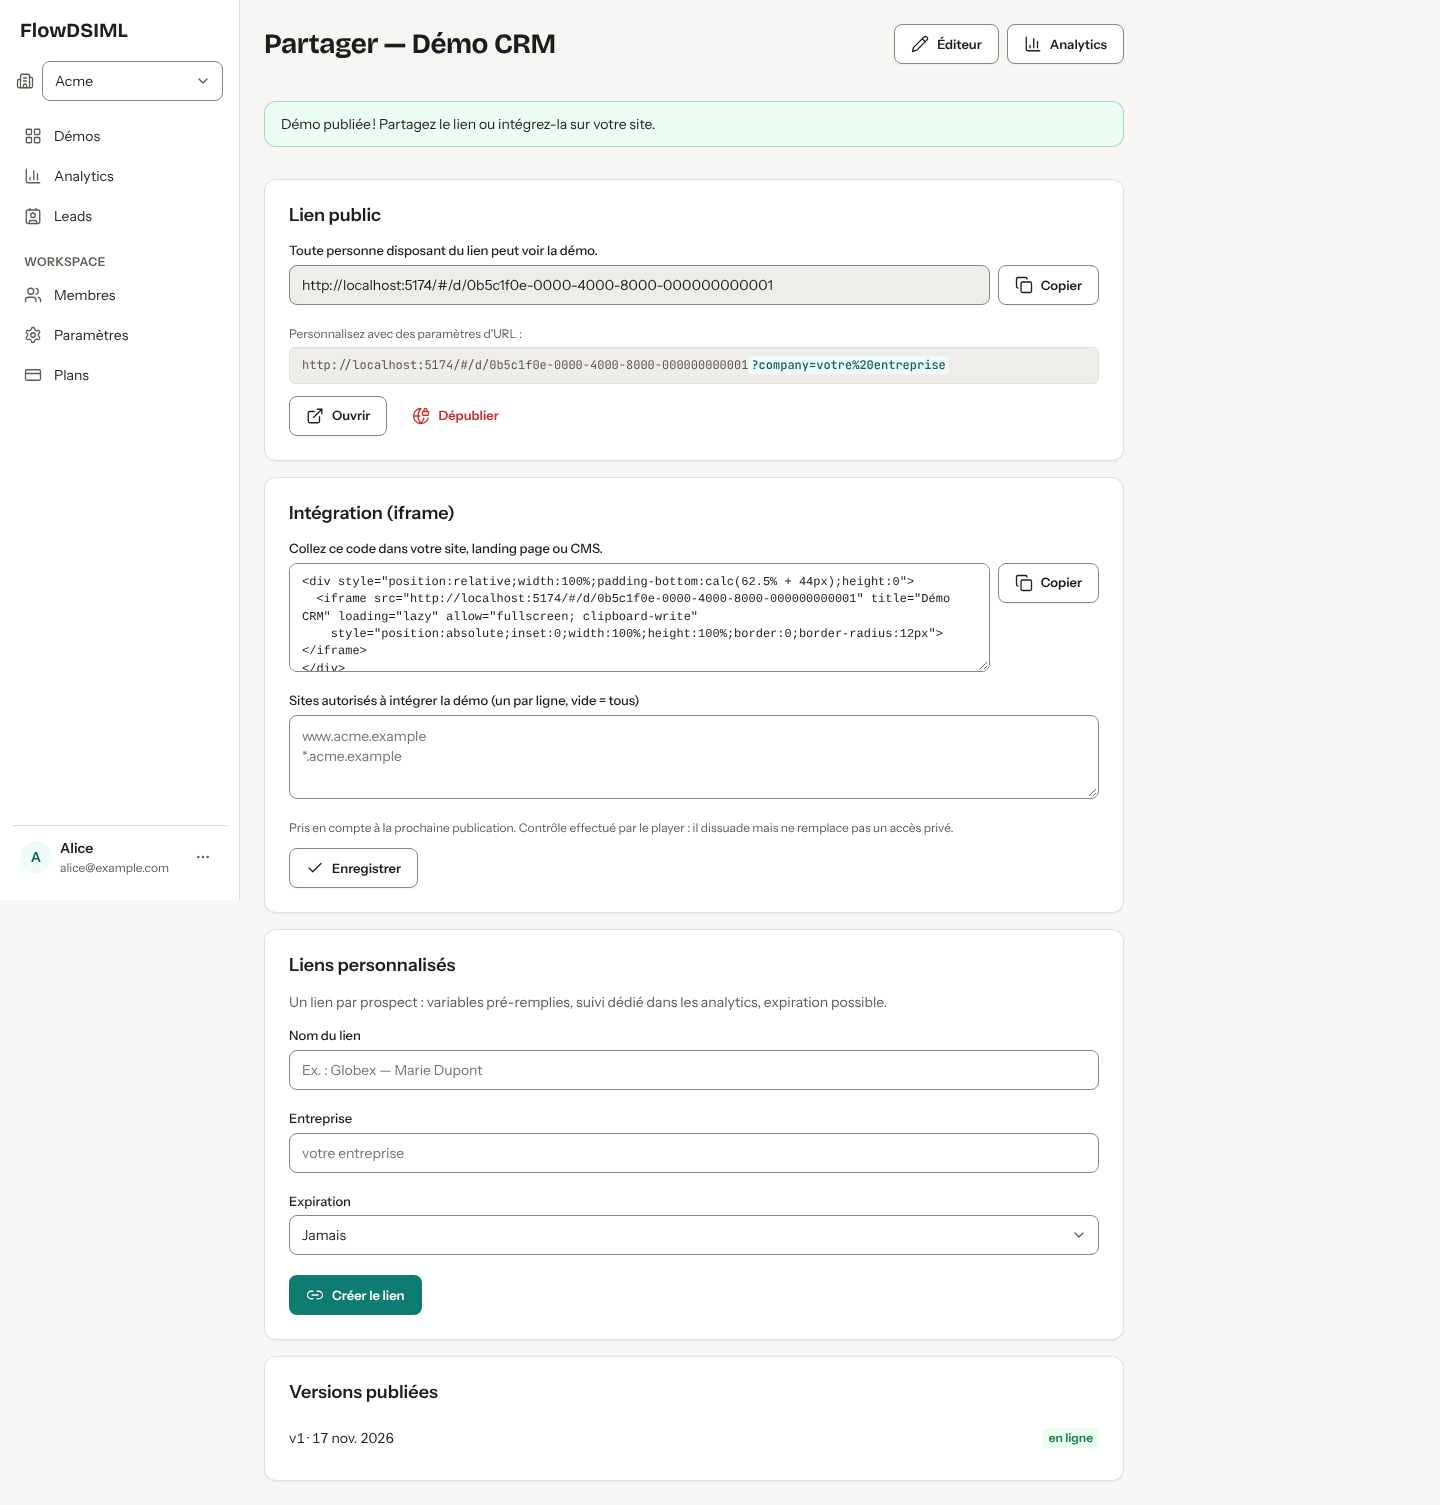 FlowDSIML
Acme
Démos
Analytics
Leads
WORKSPACE
Membres
Paramètres
Plans
A
Alice
alice@example.com
Partager — Démo CRM
Éditeur
Analytics
Démo publiée ! Partagez le lien ou intégrez-la sur votre site.
Lien public
Toute personne disposant du lien peut voir la démo.
http://localhost:5174/#/d/0b5c1f0e-0000-4000-8000-000000000001
Copier
Personnalisez avec des paramètres d'URL :
http://localhost:5174/#/d/0b5c1f0e-0000-4000-8000-000000000001?company=votre%20entreprise
Ouvrir
Dépublier
Intégration (iframe)
Collez ce code dans votre site, landing page ou CMS.
<div style="position:relative;width:100%;padding-bottom:calc(62.5% + 44px);height:0">
<iframe src="http://localhost:5174/#/d/0b5c1f0e-0000-4000-8000-000000000001" title="Démo
CRM" loading="lazy" allow="fullscreen; clipboard-write"
style="position:absolute;inset:0;width:100%;height:100%;border:0;border-radius:12px">
</iframe>
</div>
Copier
Sites autorisés à intégrer la démo (un par ligne, vide = tous)
www.acme.example
*.acme.example
Pris en compte à la prochaine publication. Contrôle effectué par le player : il dissuade mais ne remplace pas un accès privé.
Enregistrer
Liens personnalisés
Un lien par prospect : variables pré-remplies, suivi dédié dans les analytics, expiration possible.
Nom du lien
Ex. : Globex — Marie Dupont
Entreprise
votre entreprise
Expiration
Jamais
Créer le lien
Versions publiées
v1 · 17 nov. 2026
en ligne